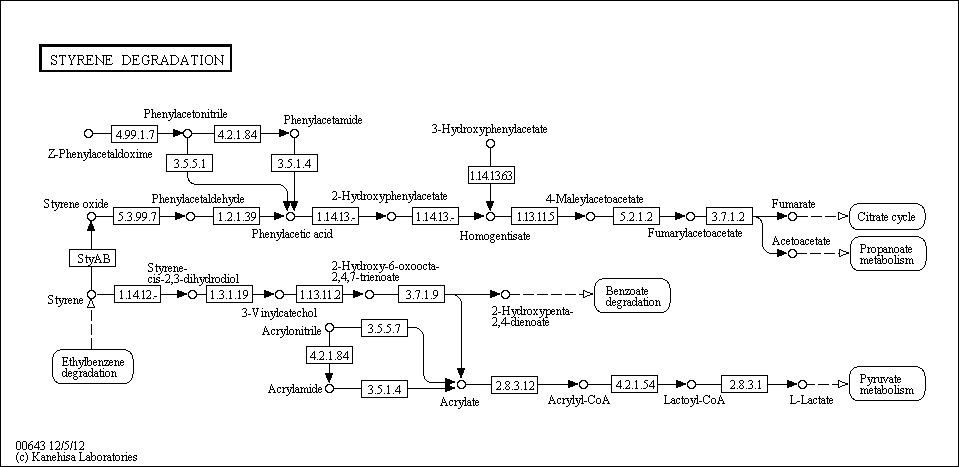 STYRENE DEGRADATION
Phenylacetonitrile
Phenylacetamide
3-Hydroxyphenylacetate
4.99.1.7
4.2.1.84
Z-Phenylacetaldoxime
3.5.5.1
3.5.1.4
1.14.13.63
Phenylacetaldehyde
2-Hydroxyphenylacetate
4-Maleylacetoacetate
Styrene oxide
Fumarate
5.3.99.7
1.2.1.39
1.14.13.-
1.14.13.-
1.13.11.5
5.2.1.2
3.7.1.2
Citrate cycle
Phenylacetic acid
Homogentisate
Fumarylacetoacetate
Acetoacetate
Propanoate
metabolism
StyAB
Styrene-
cis-2,3-dihydrodiol
2-Hydroxy-6-oxoocta-
2,4,7-trienoate
Styrene
1.14.12.-
1.3.1.19
1.13.11.2
3.7.1.9
Benzoate
degradation
3-Vinylcatechol
2-Hydroxypenta-
2,4-dienoate
Acrylonitrile
3.5.5.7
4.2.1.84
Ethylbenzene
degradation
Acrylamide
3.5.1.4
Acrylate
2.8.3.12
Acrylyl-CoA
4.2.1.54
Lactoyl-CoA
2.8.3.1
L-Lactate
Pyruvate
metabolism
00643 12/5/12
(c) Kanehisa Laboratories